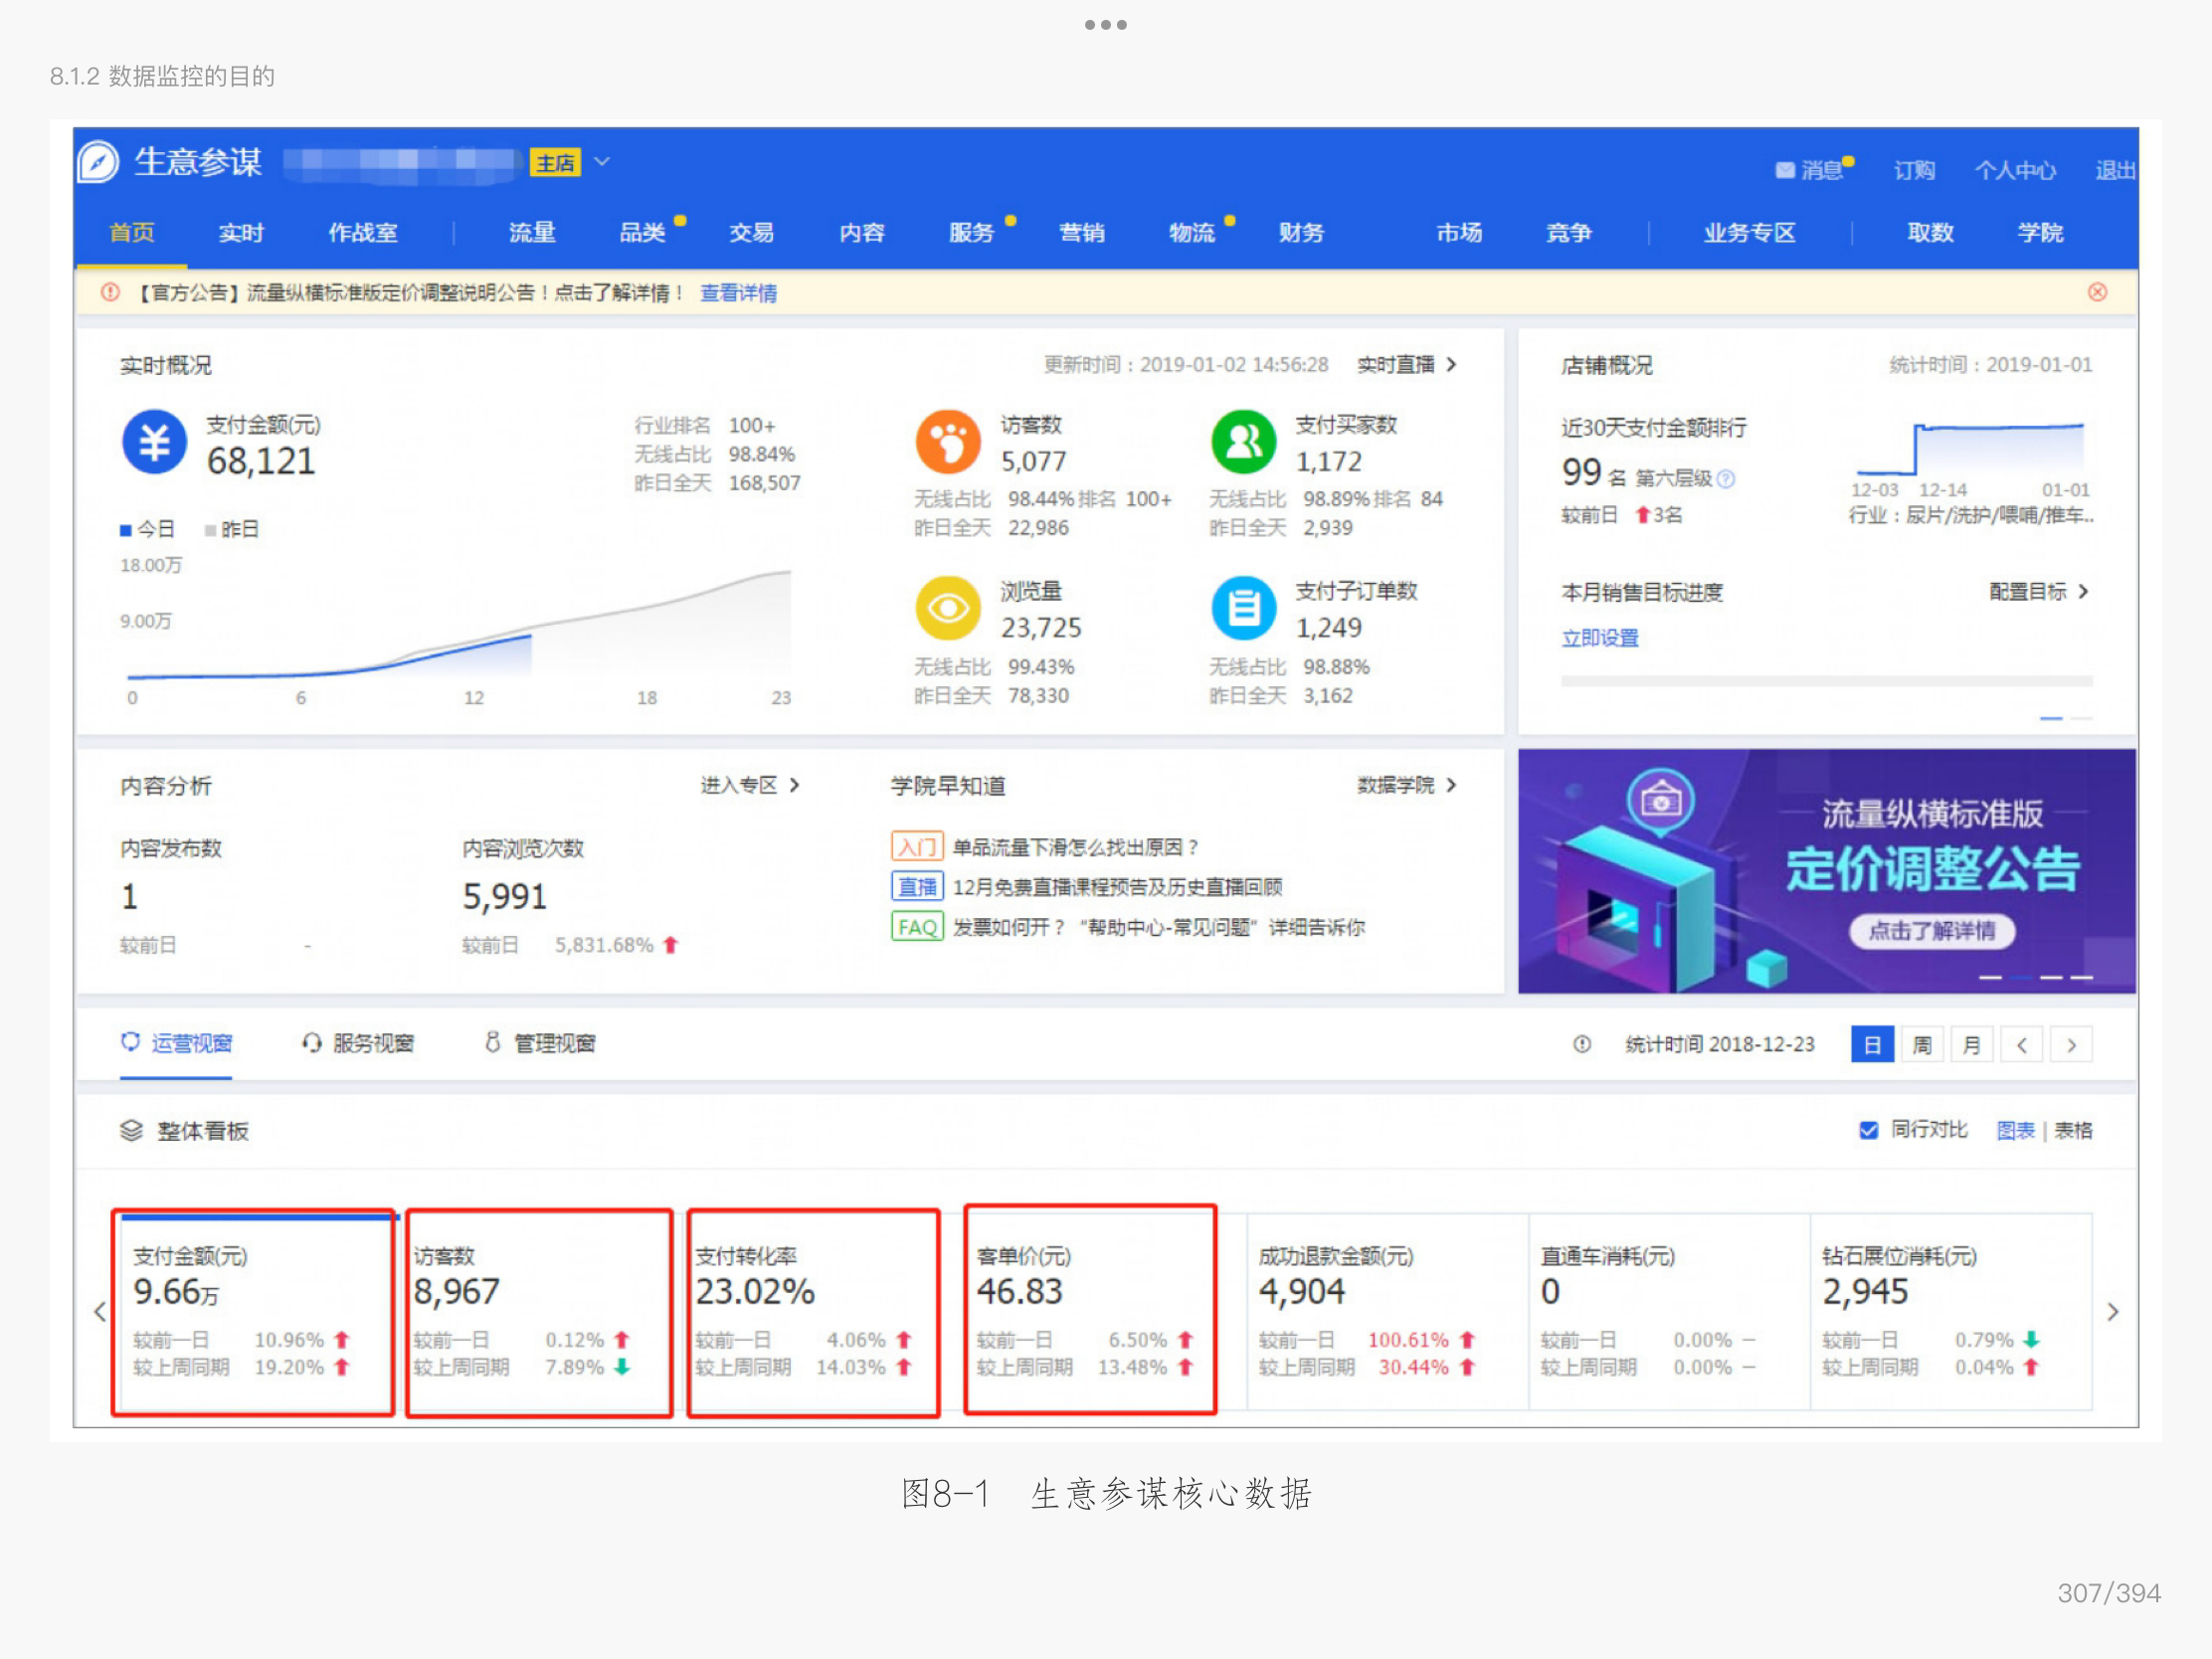 8.1.2 数据监控的目的
生意参谋 主店
消息 订购 个人中心 退出
首页 实时 作战室 流量 品类 交易 内容 服务 营销 物流 财务 市场 竞争 业务专区 取数 学院
【官方公告】流量纵横标准版定价调整说明公告！点击了解详情！ 查看详情
实时概况 更新时间：2019-01-02 14:56:28 实时直播
支付金额(元)
68,121
行业排名 100+
无线占比 98.84%
昨日全天 168,507
今日 昨日
18.00万
9.00万
0 6 12 18 23
访客数
5,077
无线占比 98.44% 排名 100+
昨日全天 22,986
支付买家数
1,172
无线占比 98.89% 排名 84
昨日全天 2,939
浏览量
23,725
无线占比 99.43%
昨日全天 78,330
支付子订单数
1,249
无线占比 98.88%
昨日全天 3,162
店铺概况 统计时间：2019-01-01
近30天支付金额排行
99 名 第六层级
较前日 3名
12-03 12-14 01-01
行业：尿片/洗护/喂哺/推车..
本月销售目标进度 配置目标
立即设置
内容分析 进入专区
内容发布数
1
较前日 -
内容浏览次数
5,991
较前日 5,831.68%
学院早知道 数据学院
入门 单品流量下滑怎么找出原因？
直播 12月免费直播课程预告及历史直播回顾
FAQ 发票如何开？“帮助中心-常见问题”详细告诉你
流量纵横标准版
定价调整公告
点击了解详情
运营视窗 服务视窗 管理视窗 统计时间 2018-12-23 日 周 月
整体看板 同行对比 图表 | 表格
支付金额(元)
9.66万
较前一日 10.96%
较上周同期 19.20%
访客数
8,967
较前一日 0.12%
较上周同期 7.89%
支付转化率
23.02%
较前一日 4.06%
较上周同期 14.03%
客单价(元)
46.83
较前一日 6.50%
较上周同期 13.48%
成功退款金额(元)
4,904
较前一日 100.61%
较上周同期 30.44%
直通车消耗(元)
0
较前一日 0.00%
较上周同期 0.00%
钻石展位消耗(元)
2,945
较前一日 0.79%
较上周同期 0.04%
图8-1 生意参谋核心数据
307/394